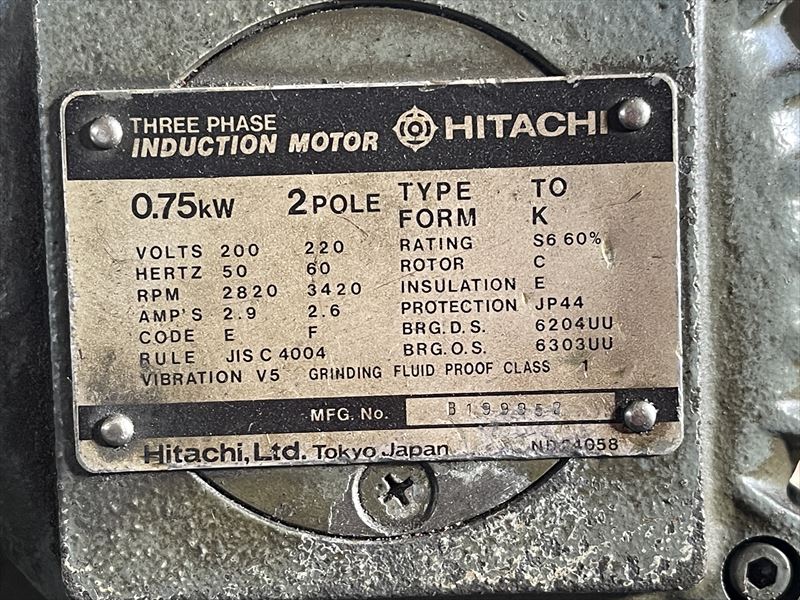 THREE PHASE
INDUCTION MOTOR HITACHI
0.75kW 2 POLE TYPE TO
FORM K
VOLTS 200 220 RATING S6 60%
HERTZ 50 60 ROTOR C
RPM 2820 3420 INSULATION E
AMP'S 2.9 2.6 PROTECTION JP44
CODE E F BRG.D.S. 6204UU
RULE JIS C 4004 BRG.O.S. 6303UU
VIBRATION V5 GRINDING FLUID PROOF CLASS 1
MFG. No.
Hitachi, Ltd. Tokyo Japan